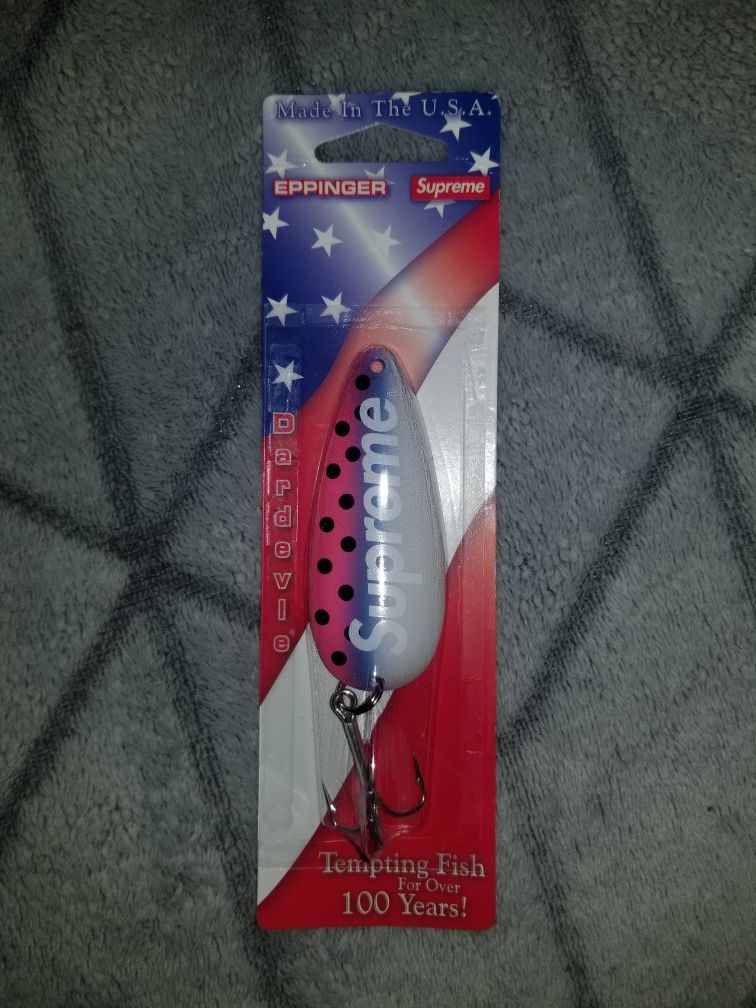 Made In The U.S.A.
EPPINGER
Supreme
Dardevle®
Supreme
Tempting Fish
For Over
100 Years!